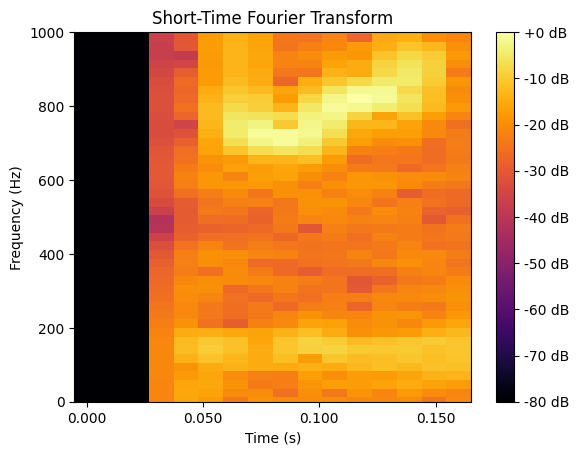 Short-Time Fourier Transform
1000
800
600
400
200
0
Frequency (Hz)
0.000
0.050
0.100
0.150
Time (s)
+0 dB
-10 dB
-20 dB
-30 dB
-40 dB
-50 dB
-60 dB
-70 dB
-80 dB